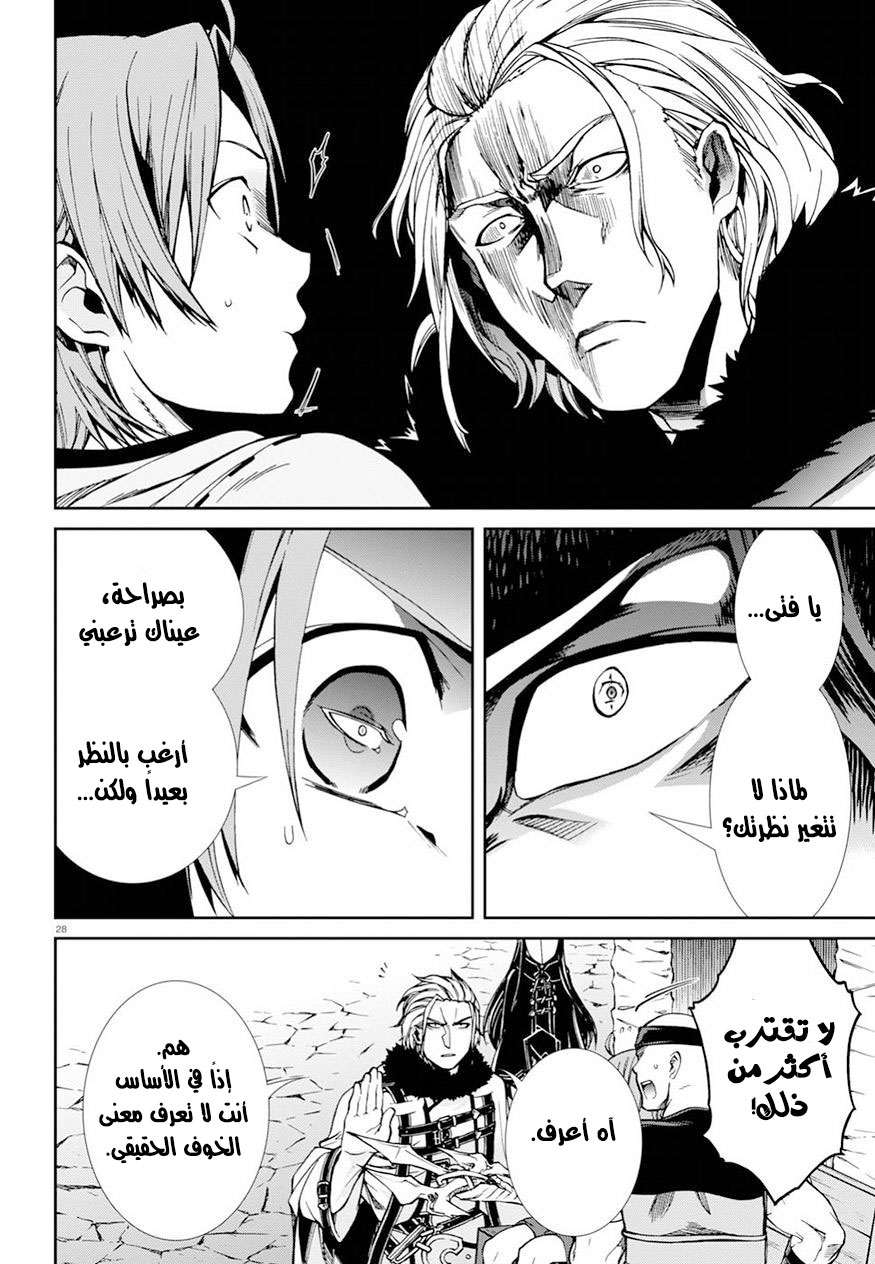 يا فتى...
لماذا لا
تتغير نظرتك؟
بصراحة،
عيناك ترعبني
أرغب بالنظر
بعيداً ولكن...
28
لا تقترب
أكثر من
ذلك!
آه أعرف.
هم.
إذاً في الأساس
أنت لا تعرف معنى
الخوف الحقيقي.